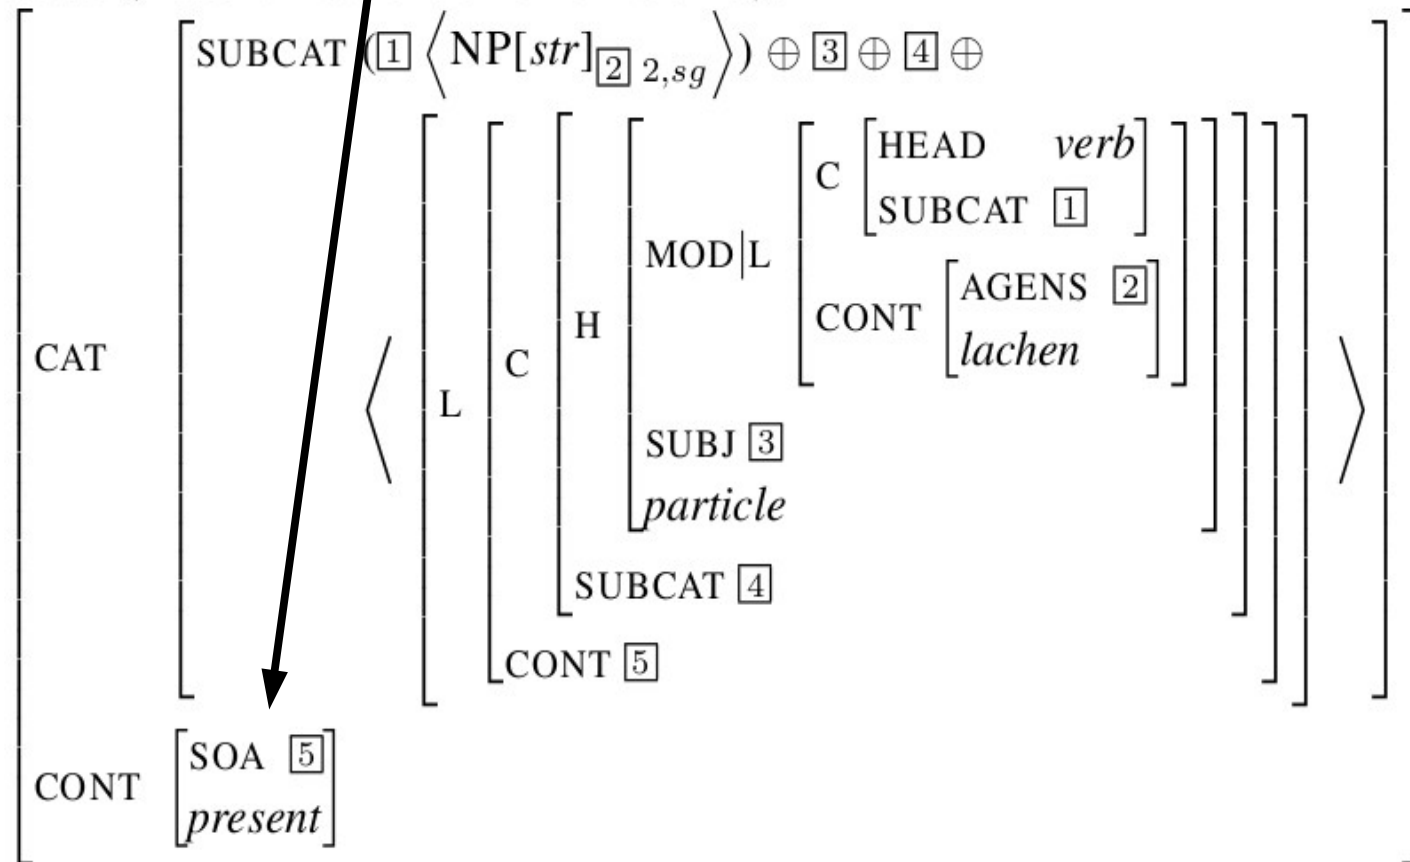 SUBCAT (1 ⟨NP[str]2 2,sg⟩) ⊕ 3 ⊕ 4 ⊕
HEAD verb
C
SUBCAT 1
MOD|L
AGENS 2
CONT
H
lachen
CAT
C
L
SUBJ 3
particle
SUBCAT 4
CONT 5
SOA 5
CONT
present